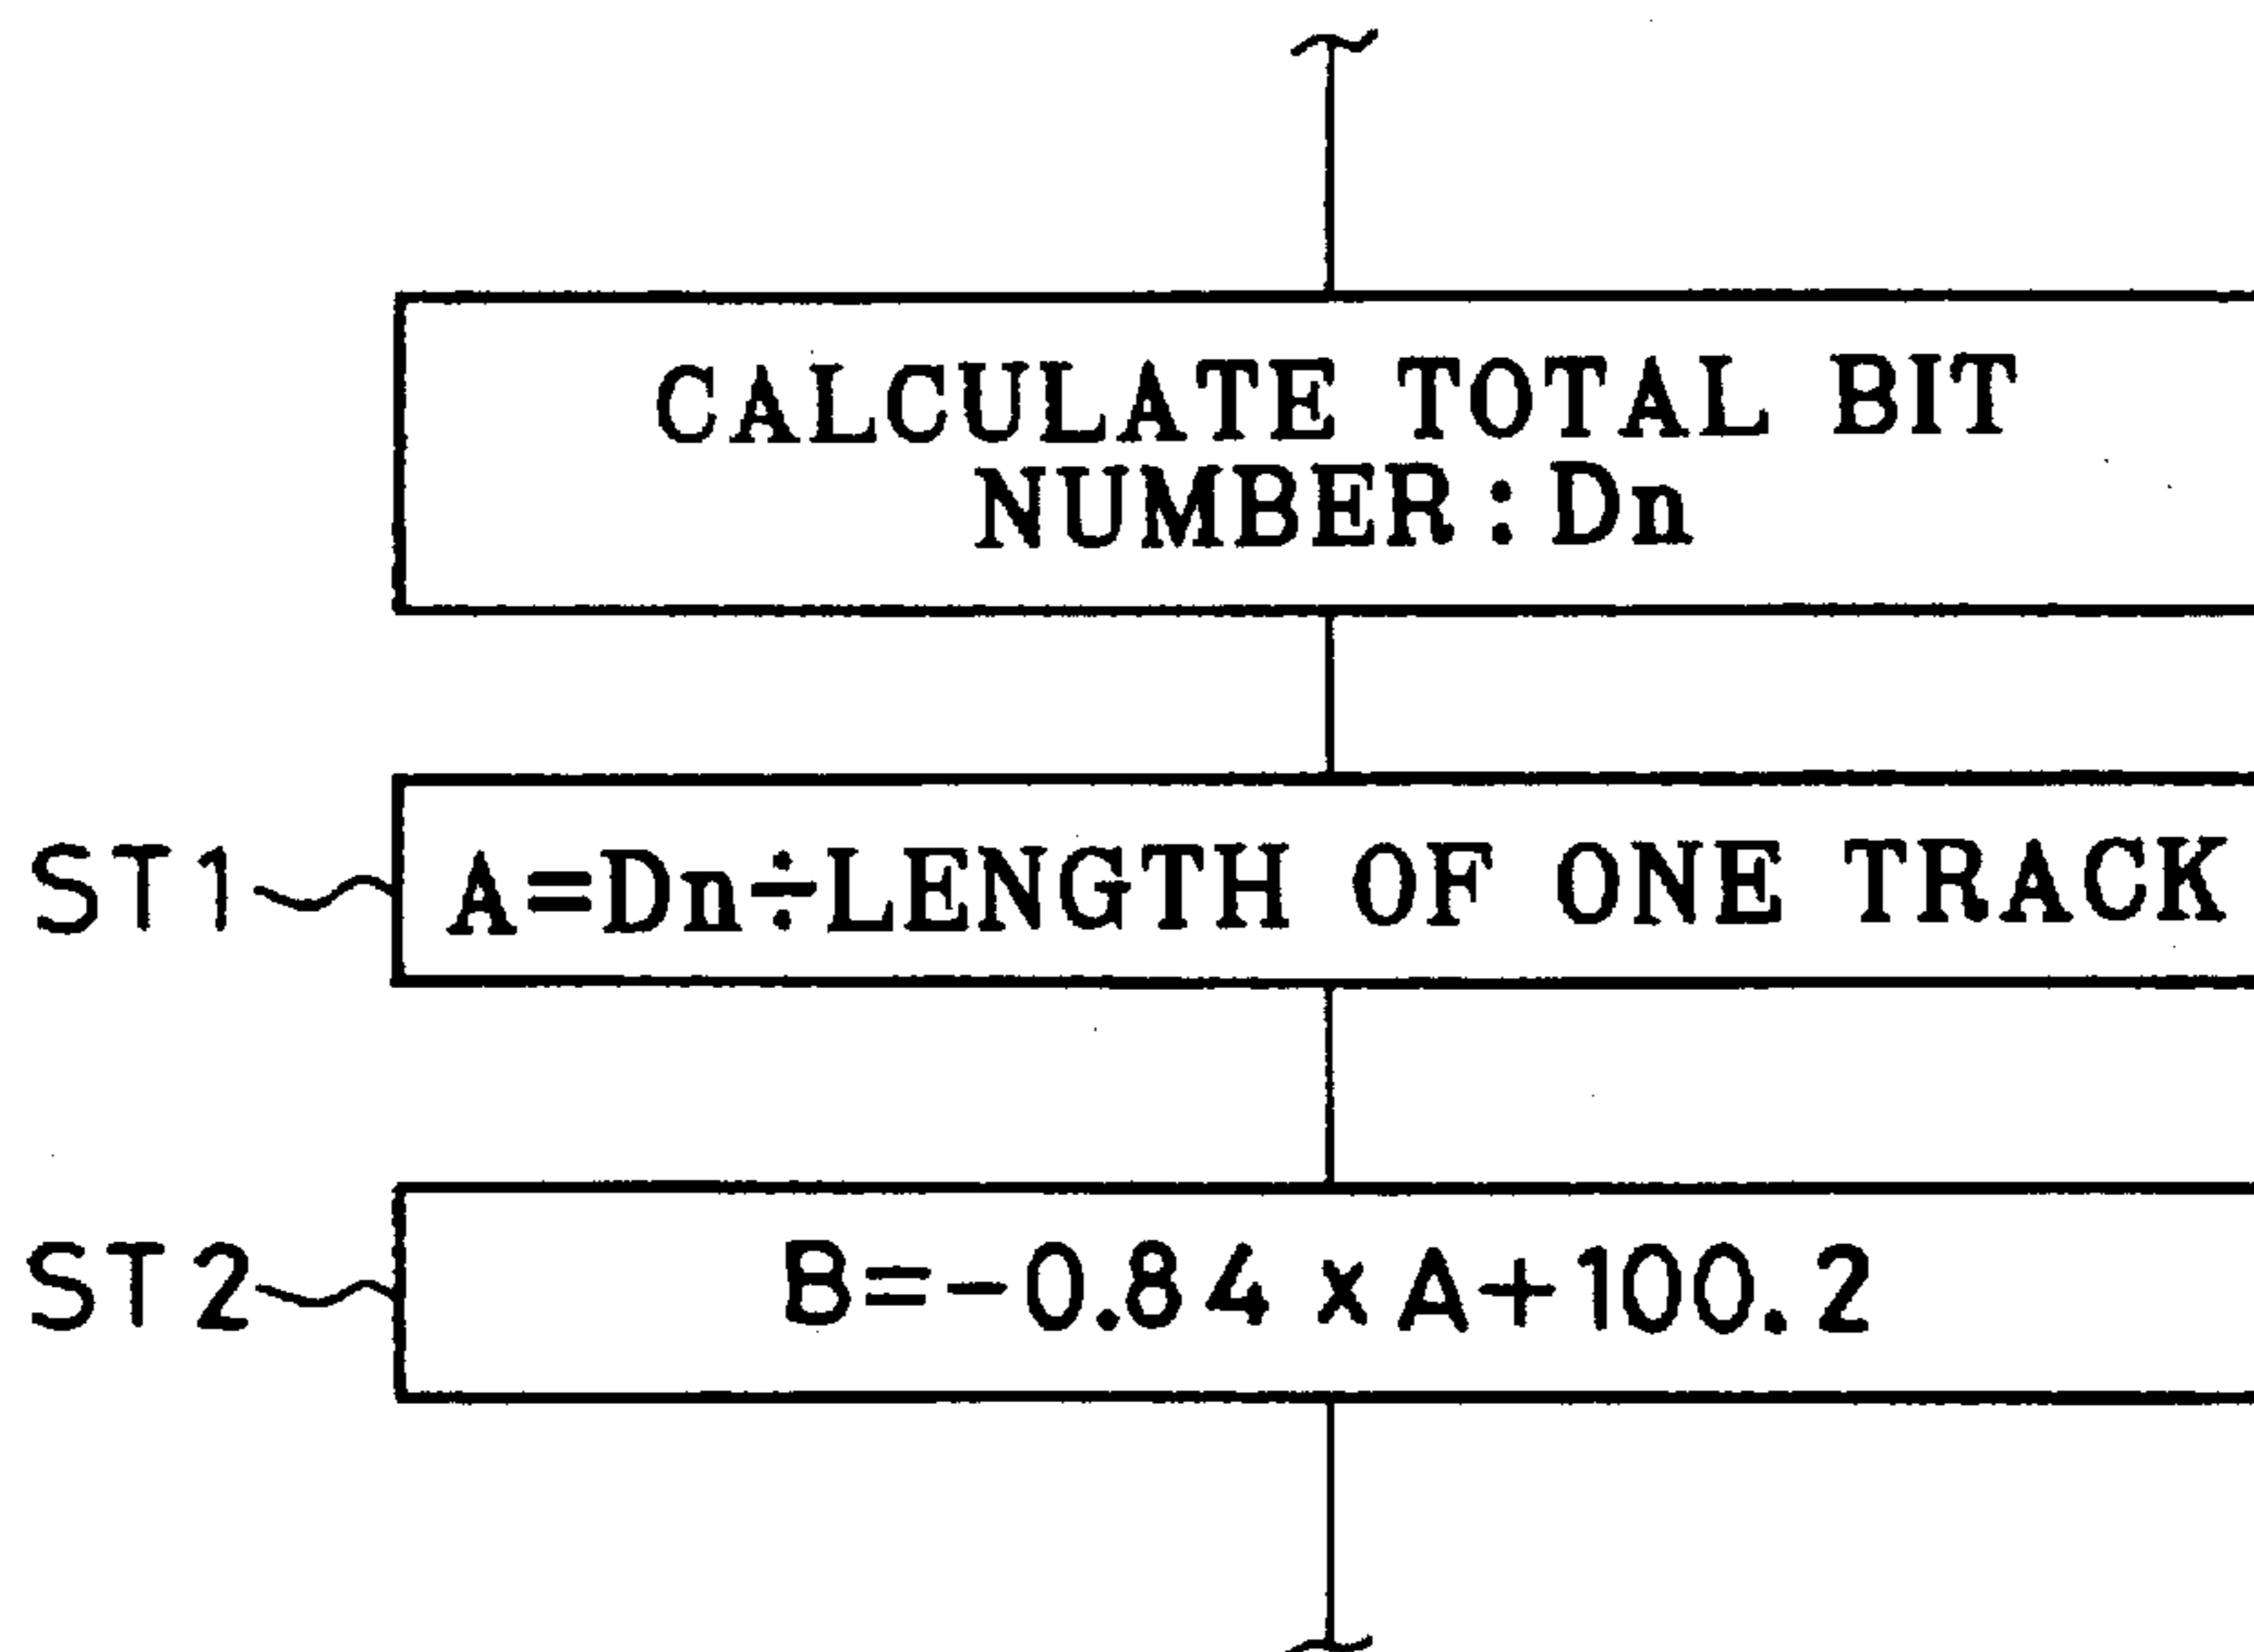 CALCULATE TOTAL BIT
NUMBER:Dn
ST1 A=Dn÷LENGTH OF ONE TRACK
ST2 B=-0.84×A+100.2